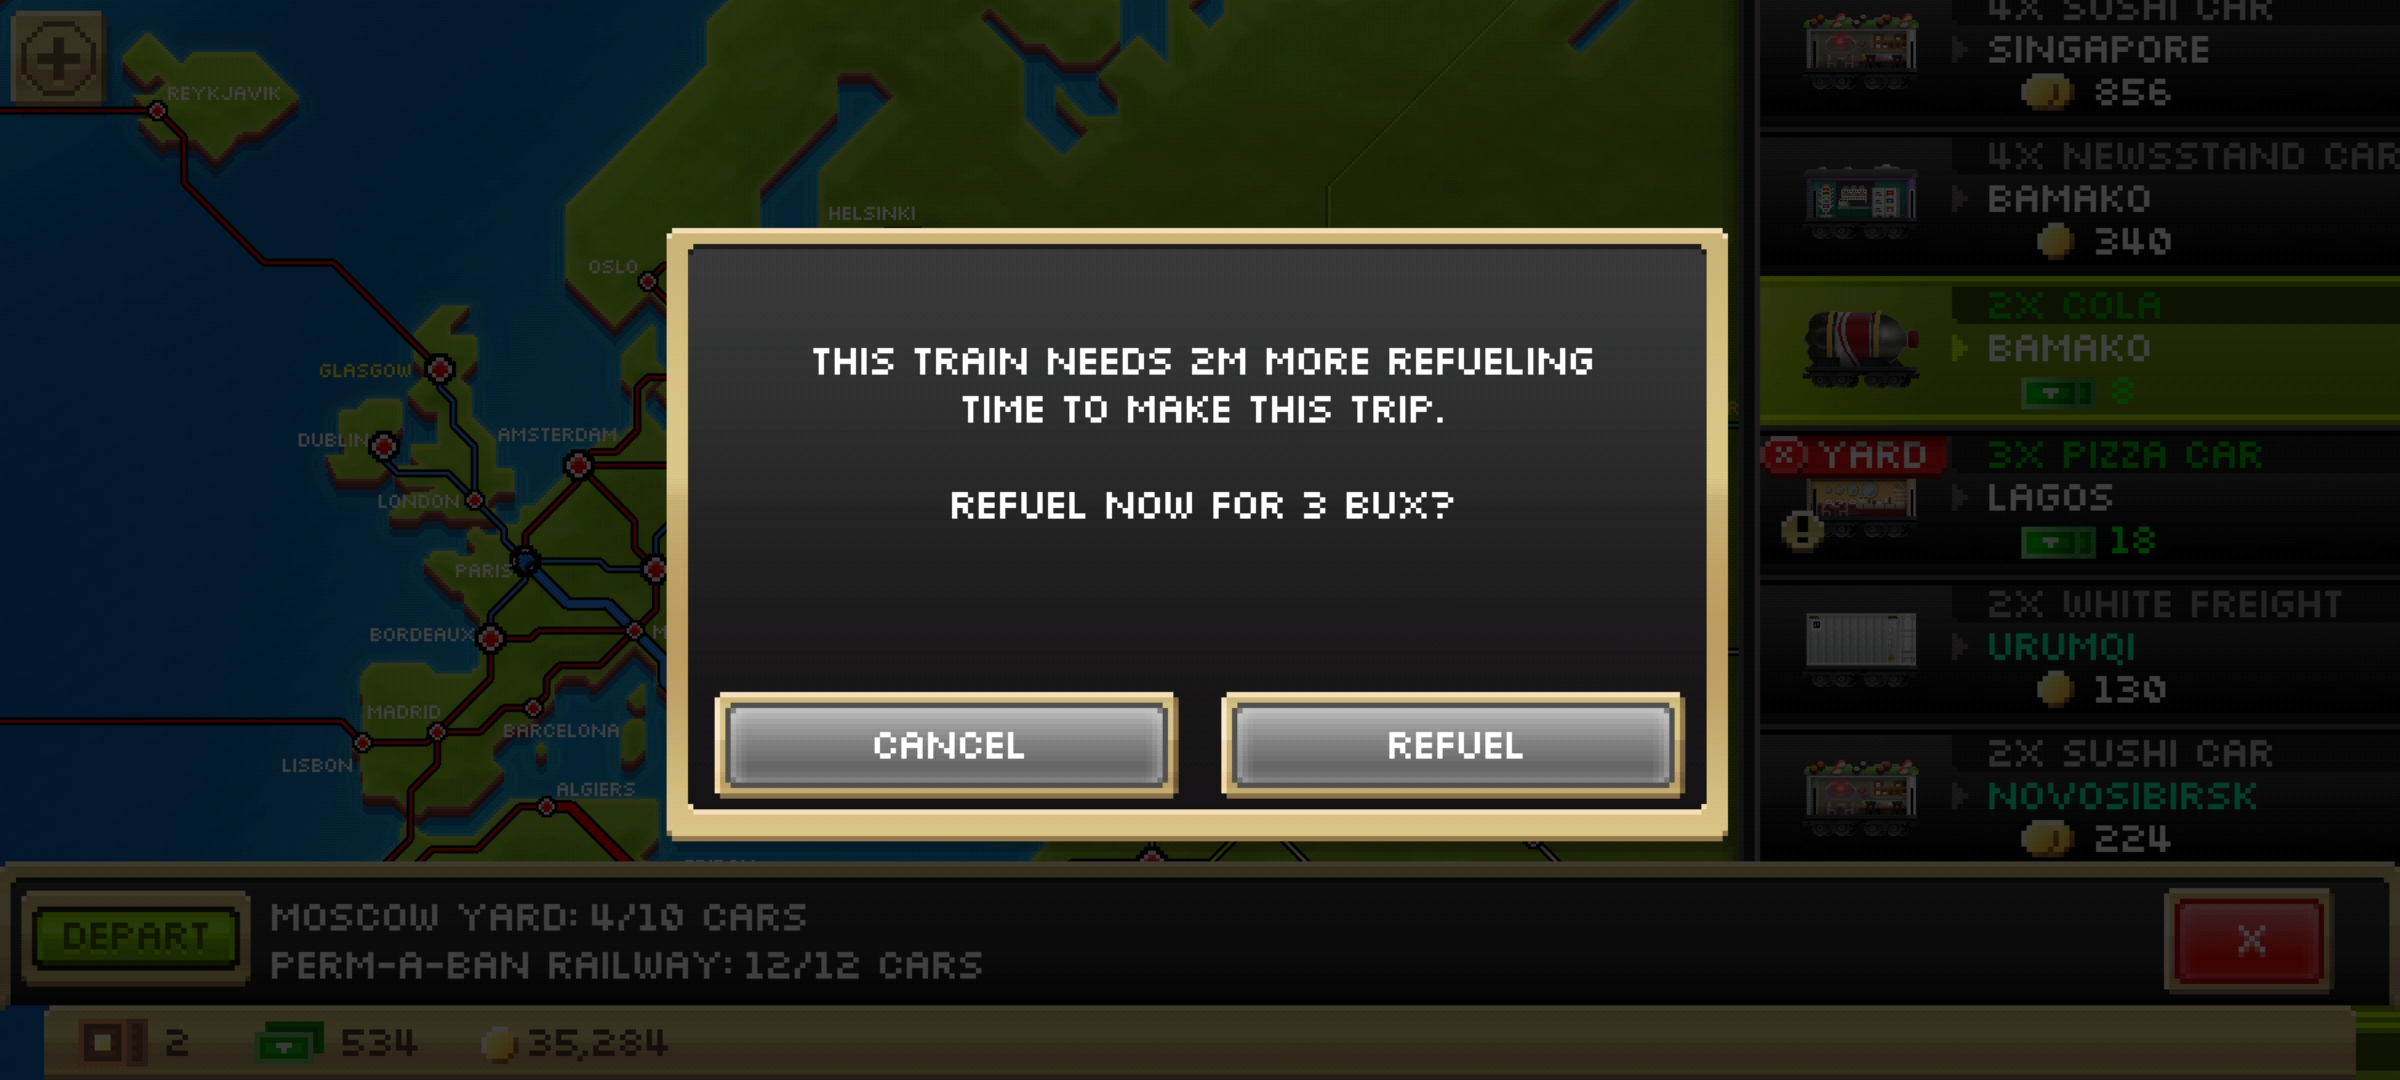 REYKJAVIK
HELSINKI
OSLO
GLASGOW
DUBLIN
AMSTERDAM
LONDON
PARIS
BORDEAUX
MADRID
BARCELONA
LISBON
ALGIERS
THIS TRAIN NEEDS 2M MORE REFUELING
TIME TO MAKE THIS TRIP.
REFUEL NOW FOR 3 BUX?
CANCEL
REFUEL
4X SUSHI CAR
SINGAPORE
856
4X NEWSSTAND CAR
BAMAKO
340
2X COLA
BAMAKO
8
YARD
3X PIZZA CAR
LAGOS
18
2X WHITE FREIGHT
URUMQI
130
2X SUSHI CAR
NOVOSIBIRSK
224
DEPART
MOSCOW YARD: 4/10 CARS
PERM-A-BAN RAILWAY: 12/12 CARS
X
2
534
35,284